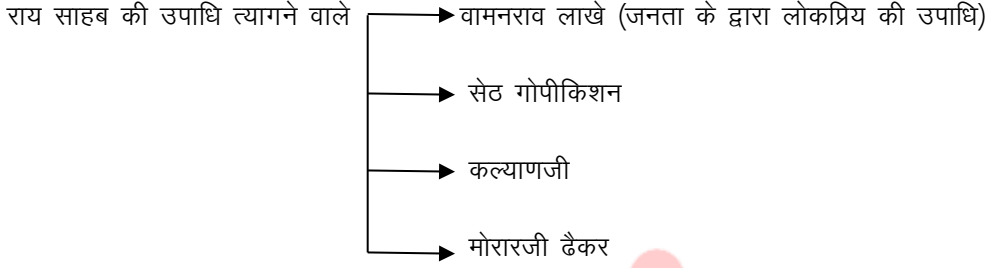 राय साहब की उपाधि त्यागने वाले वामनराव लाखे (जनता के द्वारा लोकप्रिय की उपाधि)
सेठ गोपीकिशन
कल्याणजी
मोरारजी ढैकर